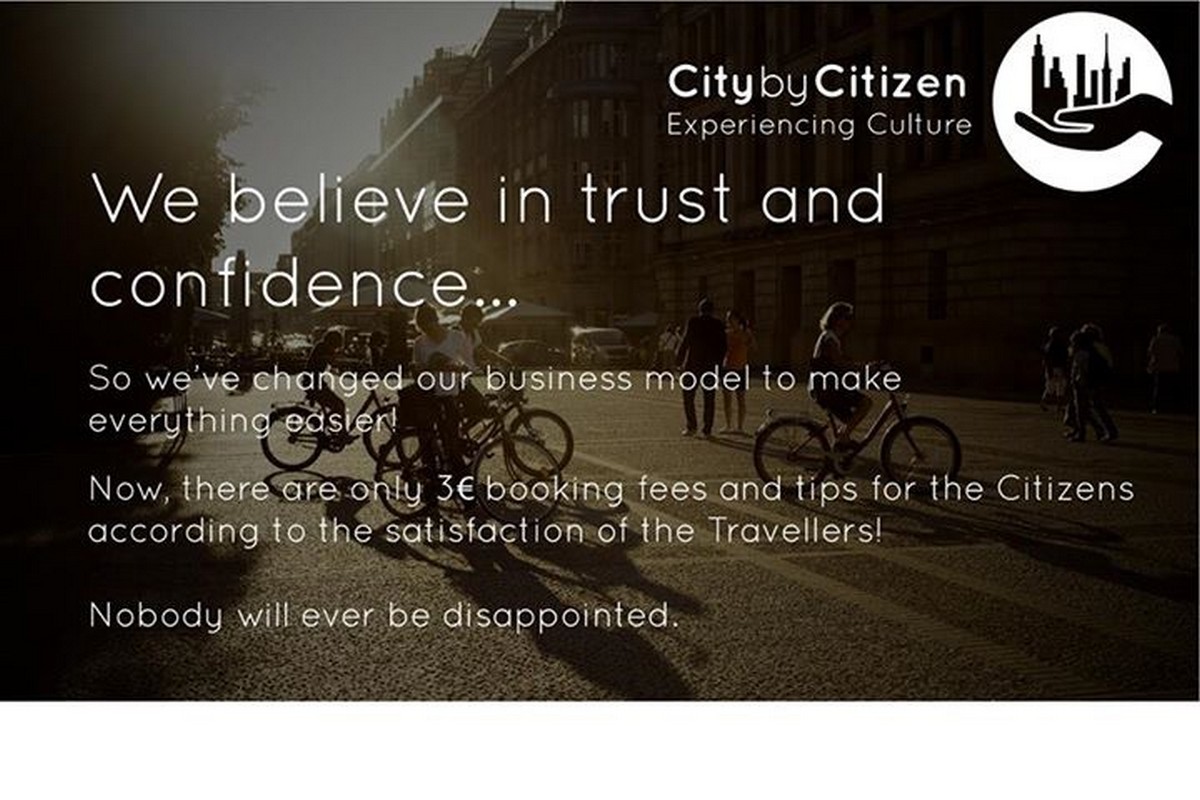 CitybyCitizen
Experiencing Culture
We believe in trust and
confidence...
So we've changed our business model to make
everything easier!
Now, there are only 3€ booking fees and tips for the Citizens
according to the satisfaction of the Travellers!
Nobody will ever be disappointed.